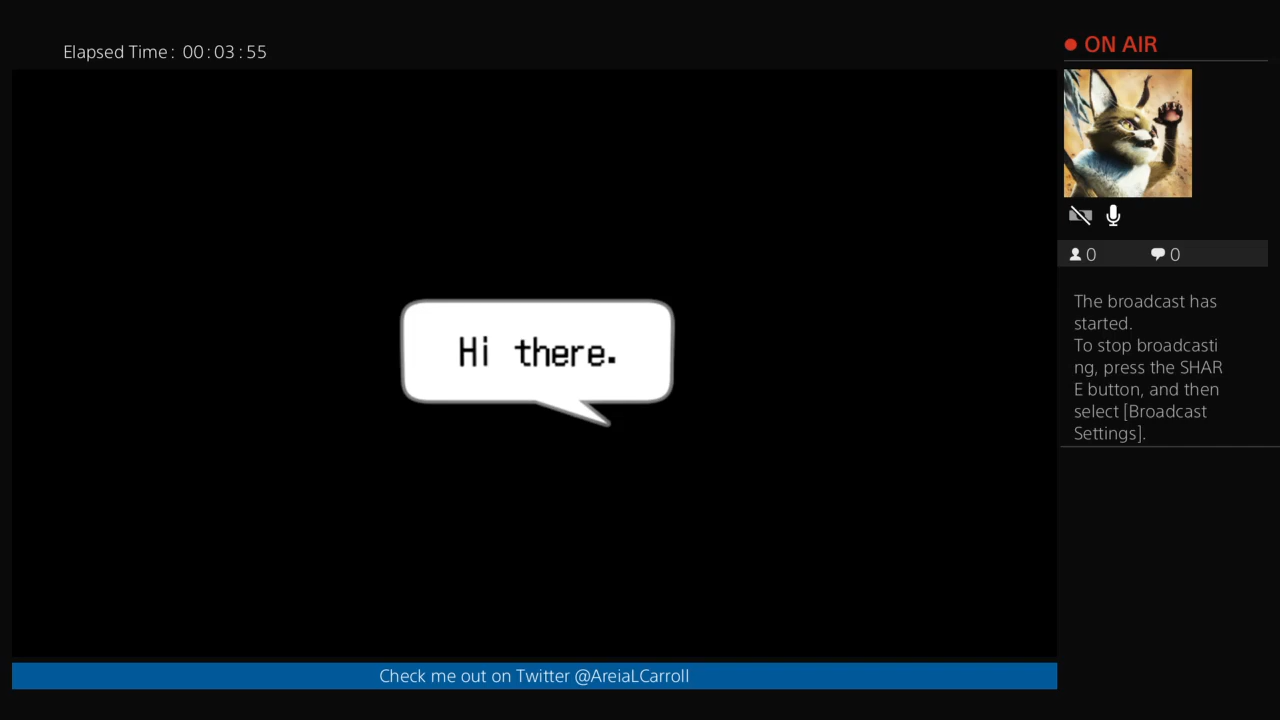 Elapsed Time: 00:03:55
ON AIR
0 0
Hi there.
The broadcast has
started.
To stop broadcasti
ng, press the SHAR
E button, and then
select [Broadcast
Settings].
Check me out on Twitter @AreiaLCarroll